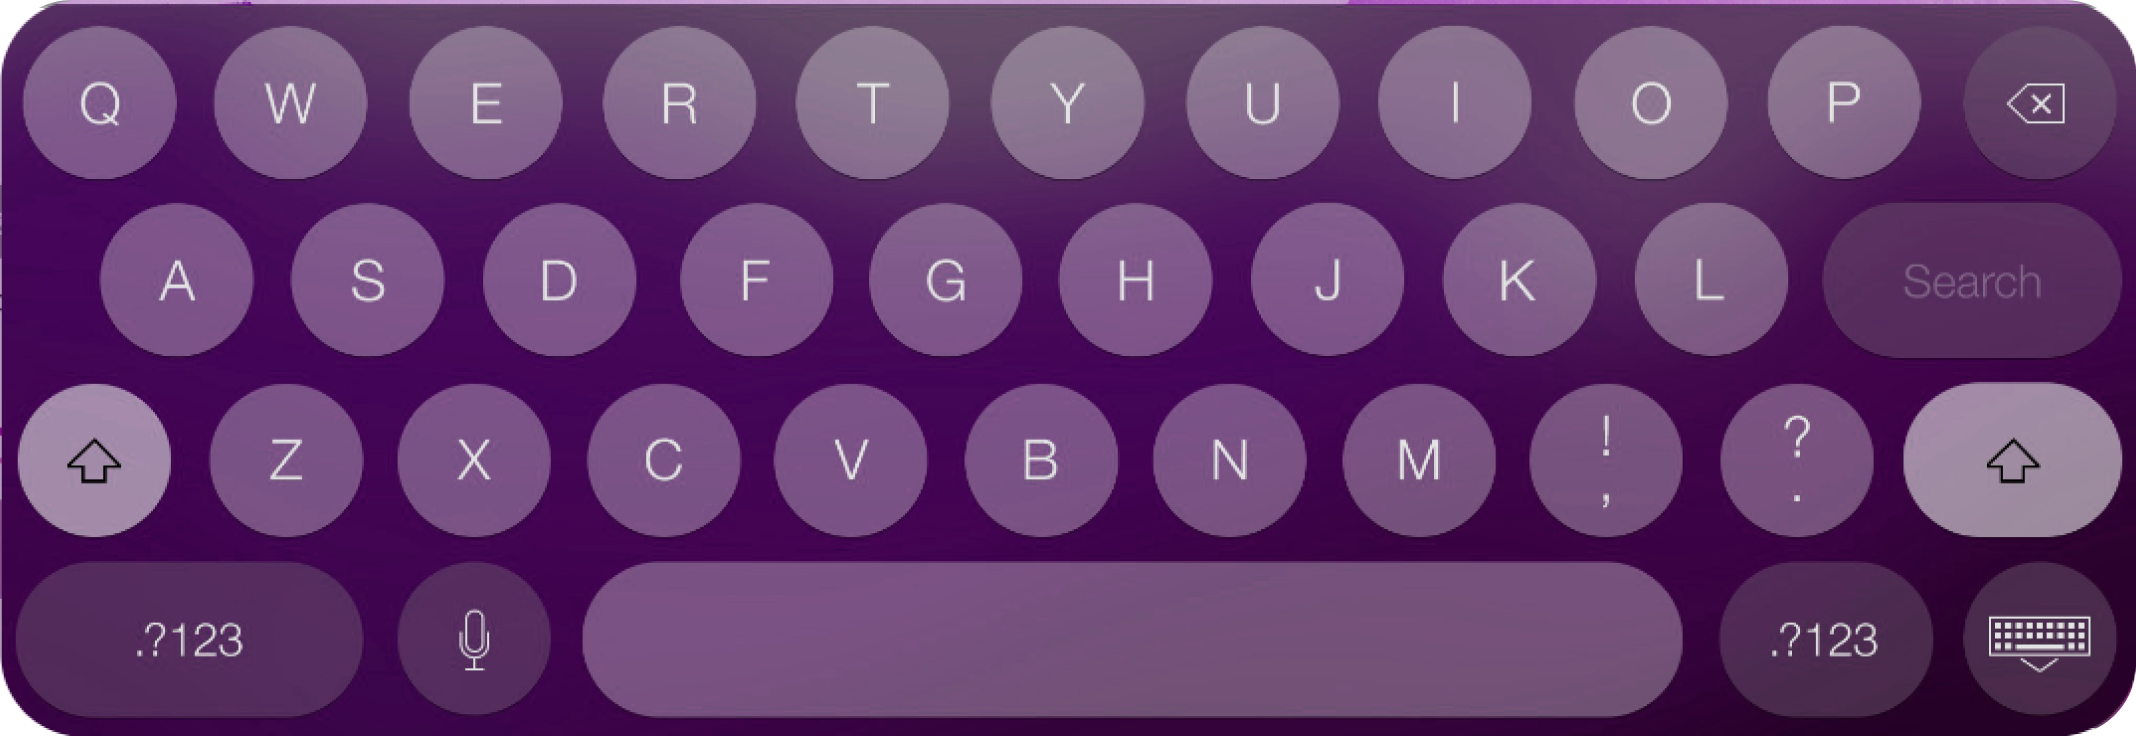 Q W E R T Y U I O P
A S D F G H J K L Search
Z X C V B N M ! , ? .
.?123 .?123